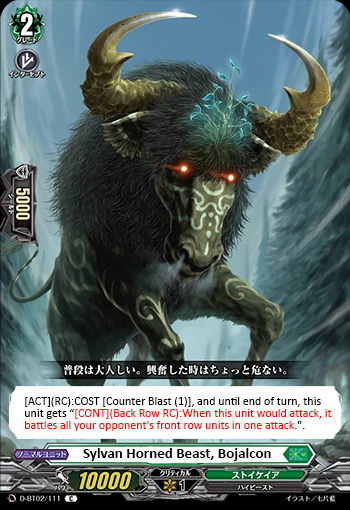 2
グレード
インターセプト
5000
シールド
普段は大人しい。興奮した時はちょっと危ない。
[ACT](RC):COST [Counter Blast (1)], and until end of turn, this
unit gets “[CONT](Back Row RC):When this unit would attack, it
battles all your opponent's front row units in one attack.".
ノーマルユニット
Sylvan Horned Beast, Bojalcon
パワー
10000
クリティカル
1
ストイケイア
ハイビースト
D-BT02/111 C
イラスト/七片藍